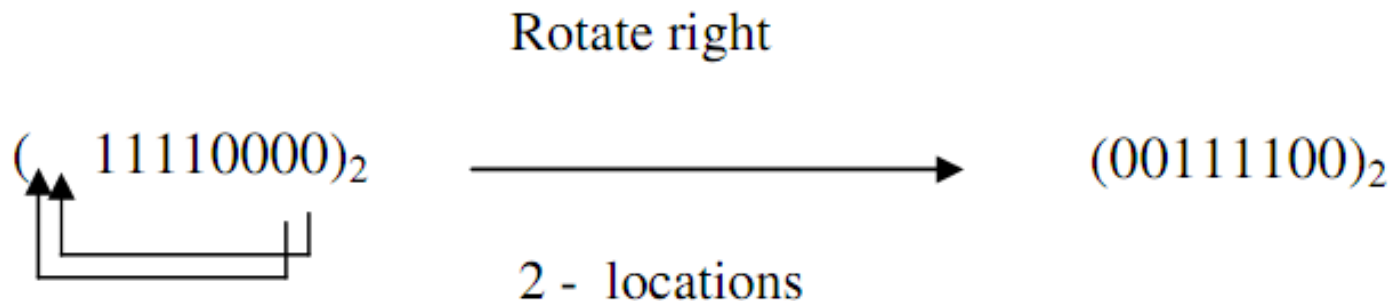 Rotate right
( 11110000)₂ (00111100)₂
2 - locations